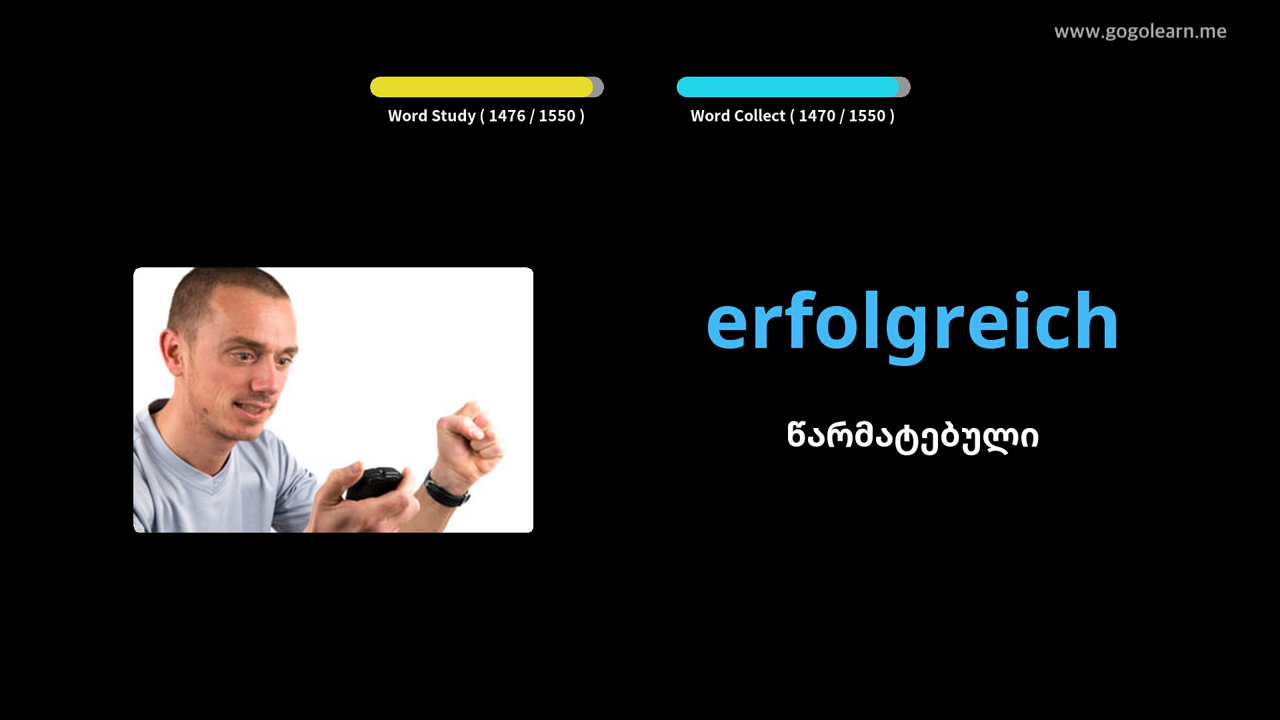 www.gogolearn.me
Word Study ( 1476 / 1550 )
Word Collect ( 1470 / 1550 )
erfolgreich
წარმატებული